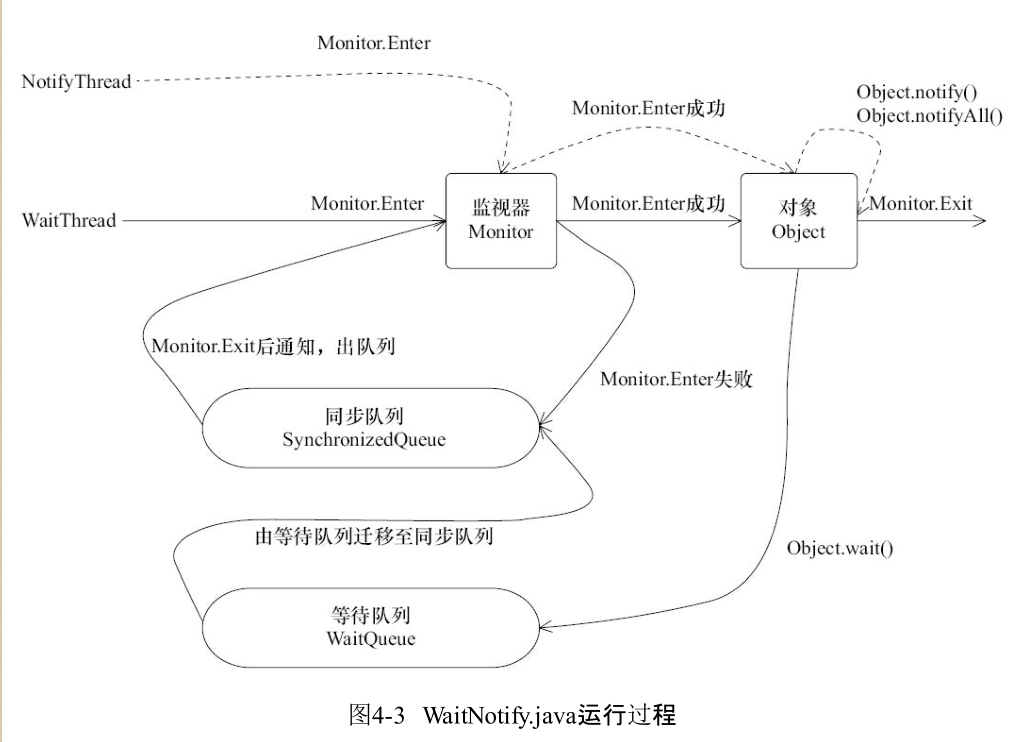 Monitor.Enter
NotifyThread
Object.notify()
Monitor.Enter成功
Object.notifyAll()
WaitThread
Monitor.Enter
监视器
Monitor
Monitor.Enter成功
对象
Object
Monitor.Exit
Monitor.Exit后通知，出队列
Monitor.Enter失败
同步队列
SynchronizedQueue
由等待队列迁移至同步队列
Object.wait()
等待队列
WaitQueue
图4-3 WaitNotify.java运行过程